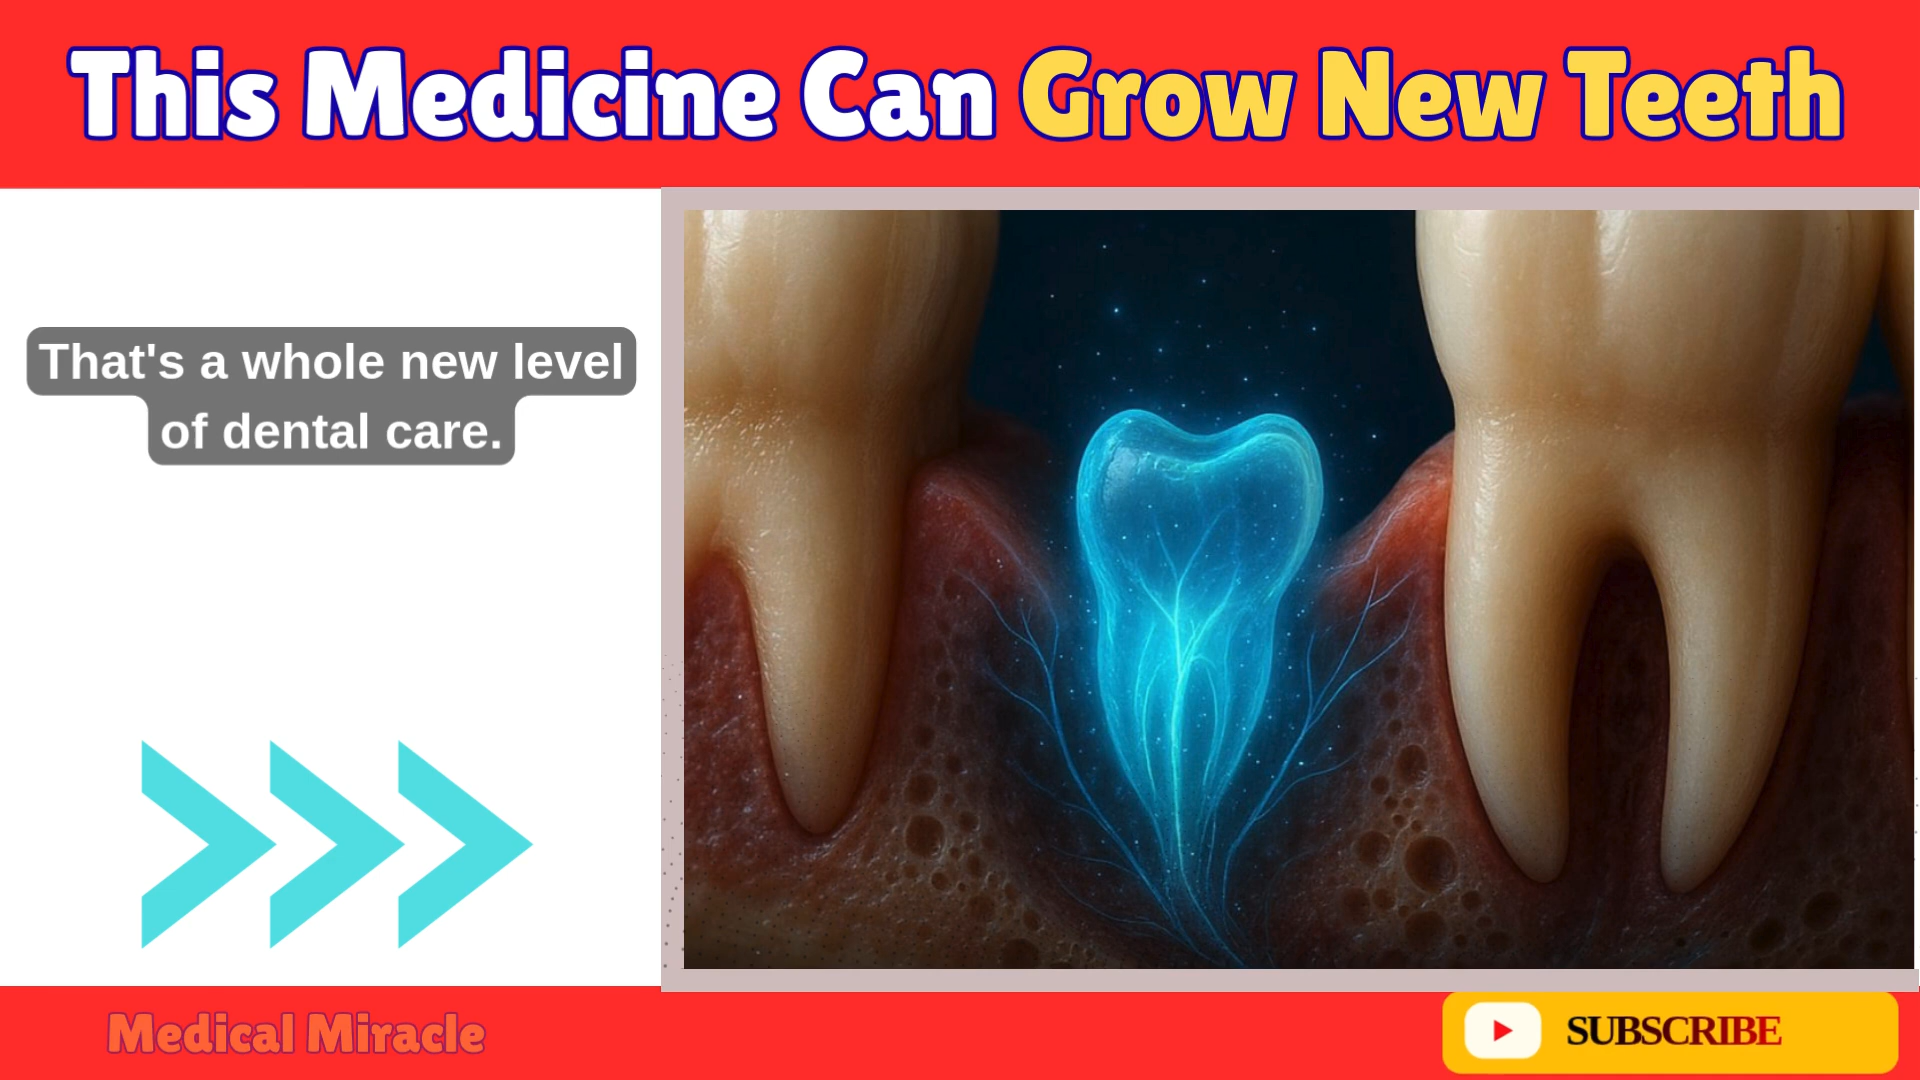 This Medicine Can Grow New Teeth
That's a whole new level
of dental care.
Medical Miracle
SUBSCRIBE